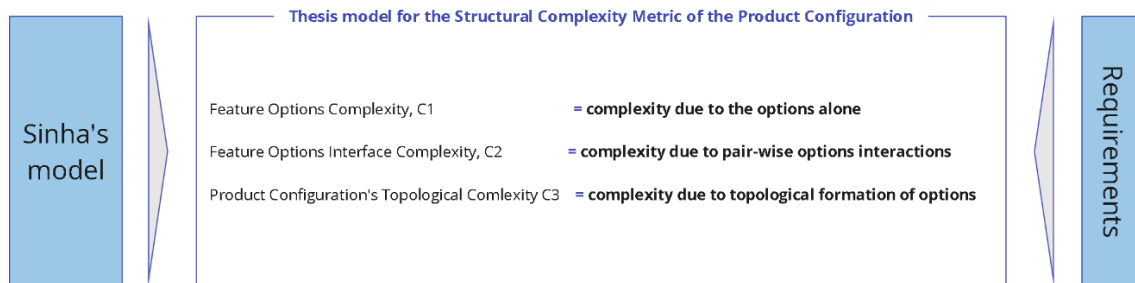 Thesis model for the Structural Complexity Metric of the Product Configuration
Sinha's
model
Feature Options Complexity, C1 = complexity due to the options alone
Feature Options Interface Complexity, C2 = complexity due to pair-wise options interactions
Product Configuration's Topological Comlexity C3 = complexity due to topological formation of options
Requirements